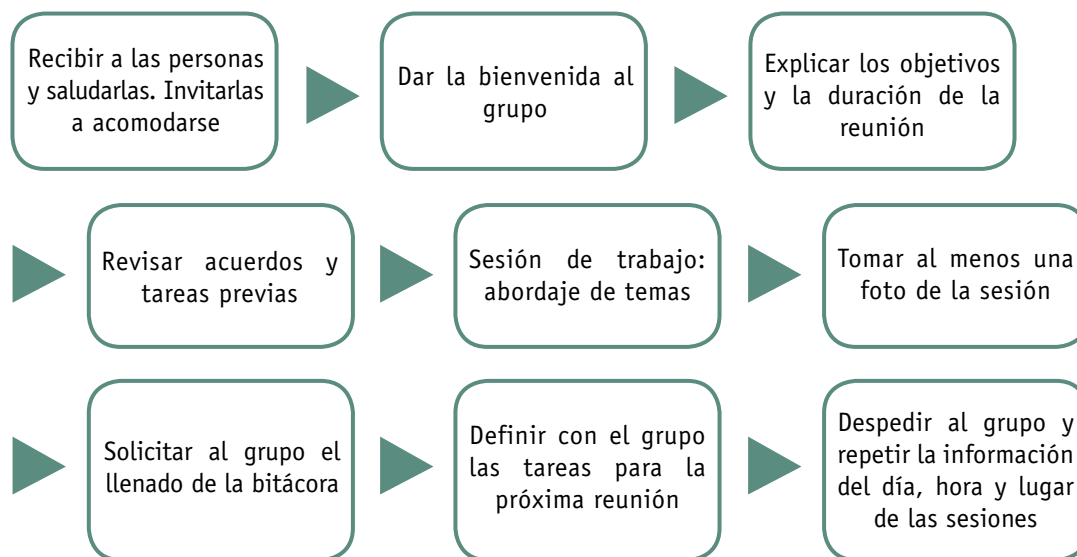 Recibir a las personas
y saludarlas. Invitarlas
a acomodarse
Dar la bienvenida al
grupo
Explicar los objetivos
y la duración de la
reunión
Revisar acuerdos y
tareas previas
Sesión de trabajo:
abordaje de temas
Tomar al menos una
foto de la sesión
Solicitar al grupo el
llenado de la bitácora
Definir con el grupo
las tareas para la
próxima reunión
Despedir al grupo y
repetir la información
del día, hora y lugar
de las sesiones